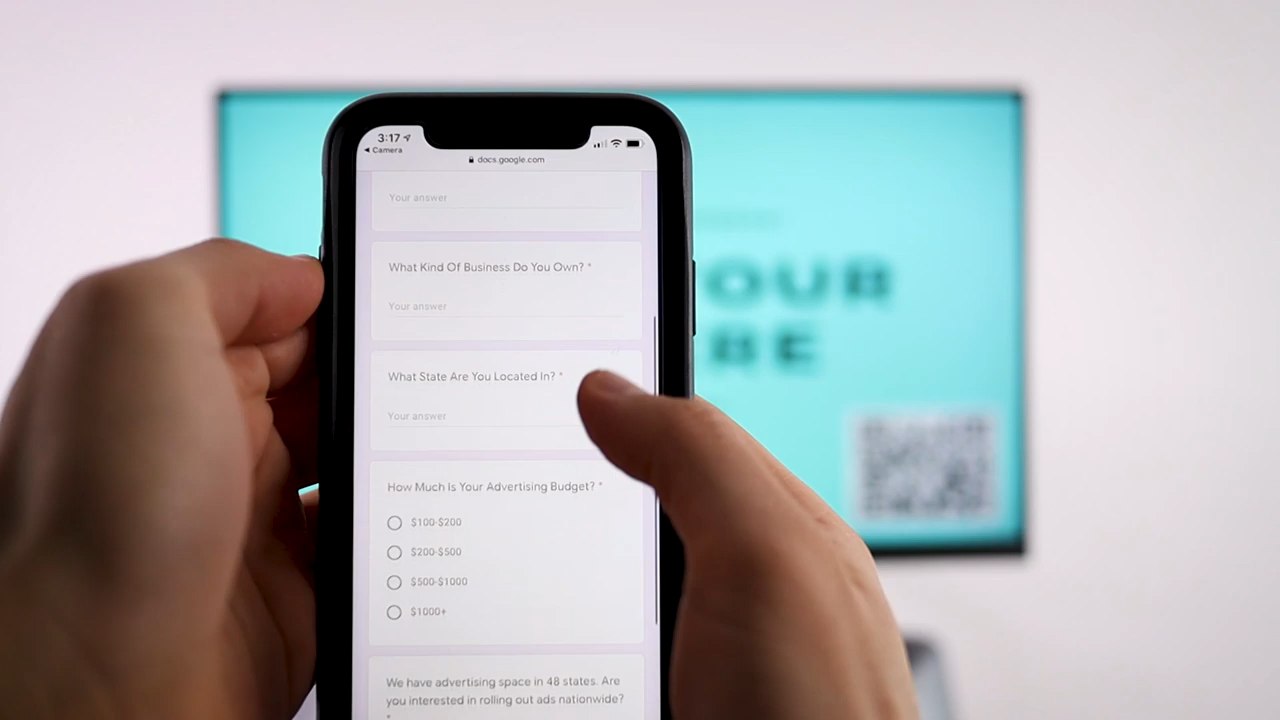 3:17
Camera
docs.google.com
Your answer
What Kind Of Business Do You Own? *
Your answer
What State Are You Located In? *
Your answer
How Much Is Your Advertising Budget? *
$100-$200
$200-$500
$500-$1000
$1000+
We have advertising space in 48 states. Are
you interested in rolling out ads nationwide?
*
OUR
BE